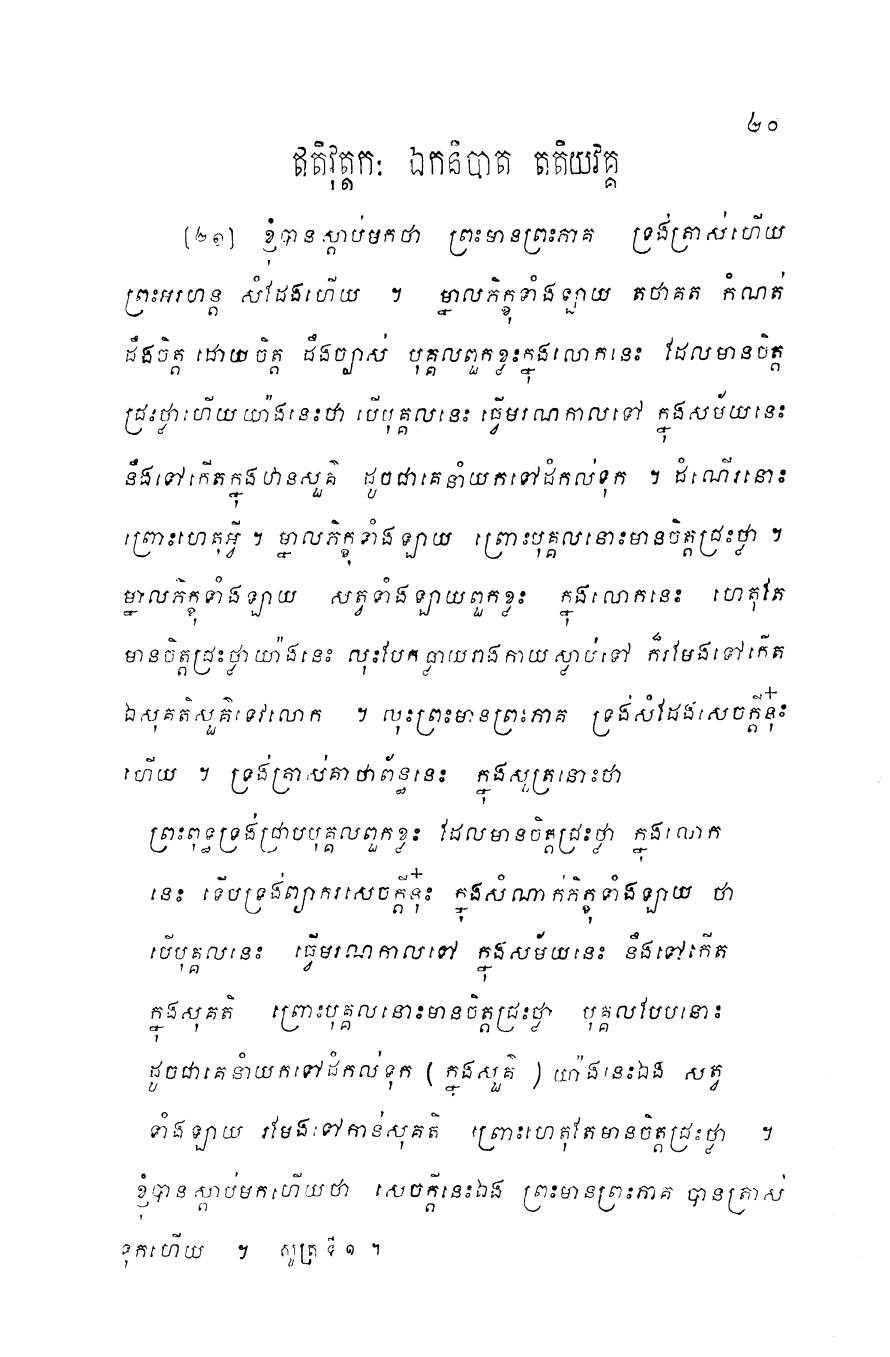 ២០
ឥតិវុត្តកៈ ឯកនិបាត តតិយវគ្គ
[២១] ខ្ញុំបានស្តាប់មកថា ព្រះមានព្រះភាគ ទ្រង់ត្រាស់ហើយ
ព្រះអរហន្ត សំដែងហើយ ។ ម្នាលភិក្ខុទាំងឡាយ តថាគត កំណត់
ដឹងចិត្ត ដោយចិត្ត ដឹងច្បាស់ បុគ្គលពួកខ្លះក្នុងលោកនេះ ដែលមានចិត្ត
ជ្រះថ្លាហើយយ៉ាងនេះថា បើបុគ្គលនេះ ធ្វើមរណកាលទៅ ក្នុងសម័យនេះ
នឹងទៅកើតក្នុងឋានសួគ៌ ដូចជាគេនាំយកទៅដំកល់ទុក ។ ដំណើរនោះ
ព្រោះហេតុអ្វី ។ ម្នាលភិក្ខុទាំងឡាយ ព្រោះបុគ្គលនោះមានចិត្តជ្រះថ្លា ។
ម្នាលភិក្ខុទាំងឡាយ សត្វទាំងឡាយពួកខ្លះ ក្នុងលោកនេះ ហេតុតែ
មានចិត្តជ្រះថ្លាយ៉ាងនេះ លុះបែកធ្លាយរាងកាយស្លាប់ទៅ ក៏រមែងទៅកើត
ឯសុគតិសួគ៌ទេវលោក ។ លុះព្រះមានព្រះភាគ ទ្រង់សំដែងសេចក្តីនុ៎ះ
ហើយ ។ ទ្រង់ត្រាស់គាថាព័ន្ធនេះ ក្នុងសូត្រនោះថា
ព្រះពុទ្ធទ្រង់ជ្រាបបុគ្គលពួកខ្លះ ដែលមានចិត្តជ្រះថ្លា ក្នុងលោក
នេះ ទើបទ្រង់ព្យាករសេចក្តីនុ៎ះ ក្នុងសំណាក់ភិក្ខុទាំងឡាយ ថា
បើបុគ្គលនេះ ធ្វើមរណកាលទៅ ក្នុងសម័យនេះ នឹងទៅកើត
ក្នុងសុគតិ ព្រោះបុគ្គលនោះមានចិត្តជ្រះថ្លា បុគ្គលបែបនោះ
ដូចជាគេនាំយកទៅដំកល់ទុក ( ក្នុងសួគ៌ ) យ៉ាងនេះឯង សត្វ
ទាំងឡាយ រមែងទៅកាន់សុគតិ ព្រោះហេតុតែមានចិត្តជ្រះថ្លា ។
ខ្ញុំបានស្តាប់មកហើយថា សេចក្តីនេះឯង ព្រះមានព្រះភាគ បានត្រាស់
ទុកហើយ ។ សូត្រ ទី ១ ។